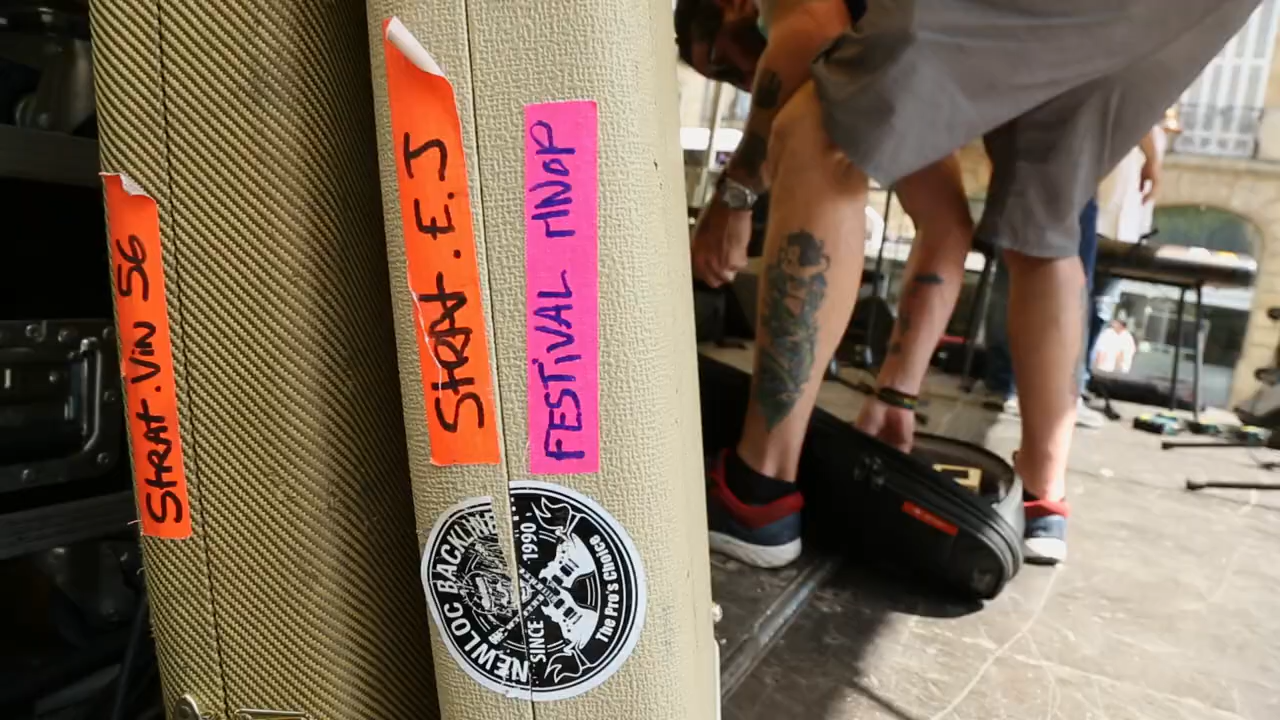 STRAT. ViN 56
STRAT. E.J
FESTiVAL MNOP
NEWLOC BACKLINE
SINCE 1990
The Pro's Choice